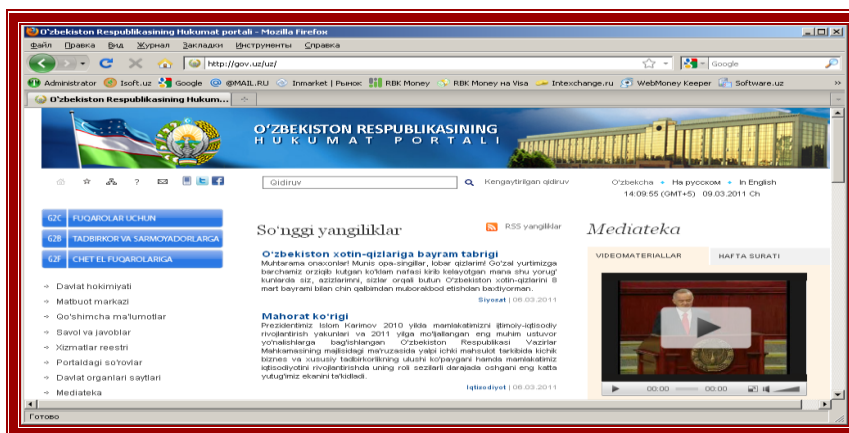 O'zbekiston Respublikasining Hukumat portali - Mozilla Firefox
Файл Правка Вид Журнал Закладки Инструменты Справка
http://gov.uz/uz/
Google
Administrator Isoft.uz Google @MAIL.RU Inmarket | Рынок RBK Money RBK Money на Visa Intexchange.ru WebMoney Keeper Software.uz
O'zbekiston Respublikasining Hukum...
O'ZBEKISTON RESPUBLIKASINING
HUKUMAT PORTALI
Qidiruv Kengaytirilgan qidiruv O'zbekcha На русском In English
14:09:55 (GMT+5) 09.03.2011 Ch
G2C FUQAROLAR UCHUN
G2B TADBIRKOR VA SARMOYADORLARGA
G2F CHET EL FUQAROLARIGA
Davlat hokimiyati
Matbuot markazi
Qo'shimcha ma'lumotlar
Savol va javoblar
Xizmatlar reestri
Portaldagi so'rovlar
Davlat organlari saytlari
Mediateka
So'nggi yangiliklar RSS yangiliklar
O'zbekiston xotin-qizlariga bayram tabrigi
Muhtarama onaxonlar! Munis opa-singillar, lobar qizlarim! Go'zal yurtimizga
barchamiz orziqib kutgan ko'klam nafasi kirib kelayotgan mana shu yorug'
kunlarda siz, azizlarimni, sizlar orqali butun O'zbekiston xotin-qizlarini 8
mart bayrami bilan chin qalbimdan muborakbod etishdan baxtiyorman.
Siyosat | 08.03.2011
Mahorat ko'rigi
Prezidentimiz Islom Karimov 2010 yilda mamlakatimizni ijtimoiy-iqtisodiy
rivojlantirish yakunlari va 2011 yilga mo'ljallangan eng muhim ustuvor
yo'nalishlarga bag'ishlangan O'zbekiston Respublikasi Vazirlar
Mahkamasining majlisidagi ma'ruzasida yalpi ichki mahsulot tarkibida kichik
biznes va xususiy tadbirkorlikning ulushi ko'paygani hamda mamlakatimiz
iqtisodiyotini rivojlantirishda uning roli sezilarli darajada oshgani eng katta
yutug'imiz ekanini ta'kidladi.
Iqtisodiyot | 08.03.2011
Mediateka
VIDEOMATERIALLAR HAFTA SURATI
00:00 00:00
Готово